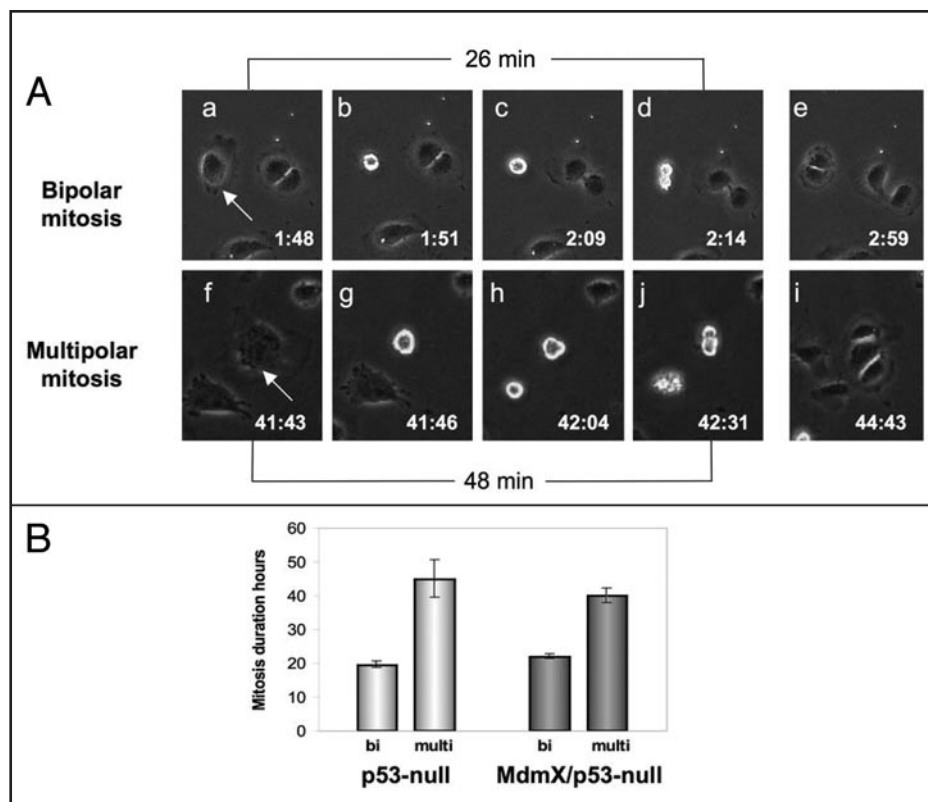 A
26 min
Bipolar
mitosis
a
1:48
b
1:51
c
2:09
d
2:14
e
2:59
Multipolar
mitosis
f
41:43
g
41:46
h
42:04
j
42:31
i
44:43
48 min
B
Mitosis duration hours
60
50
40
30
20
10
0
bi
multi
bi
multi
p53-null
MdmX/p53-null